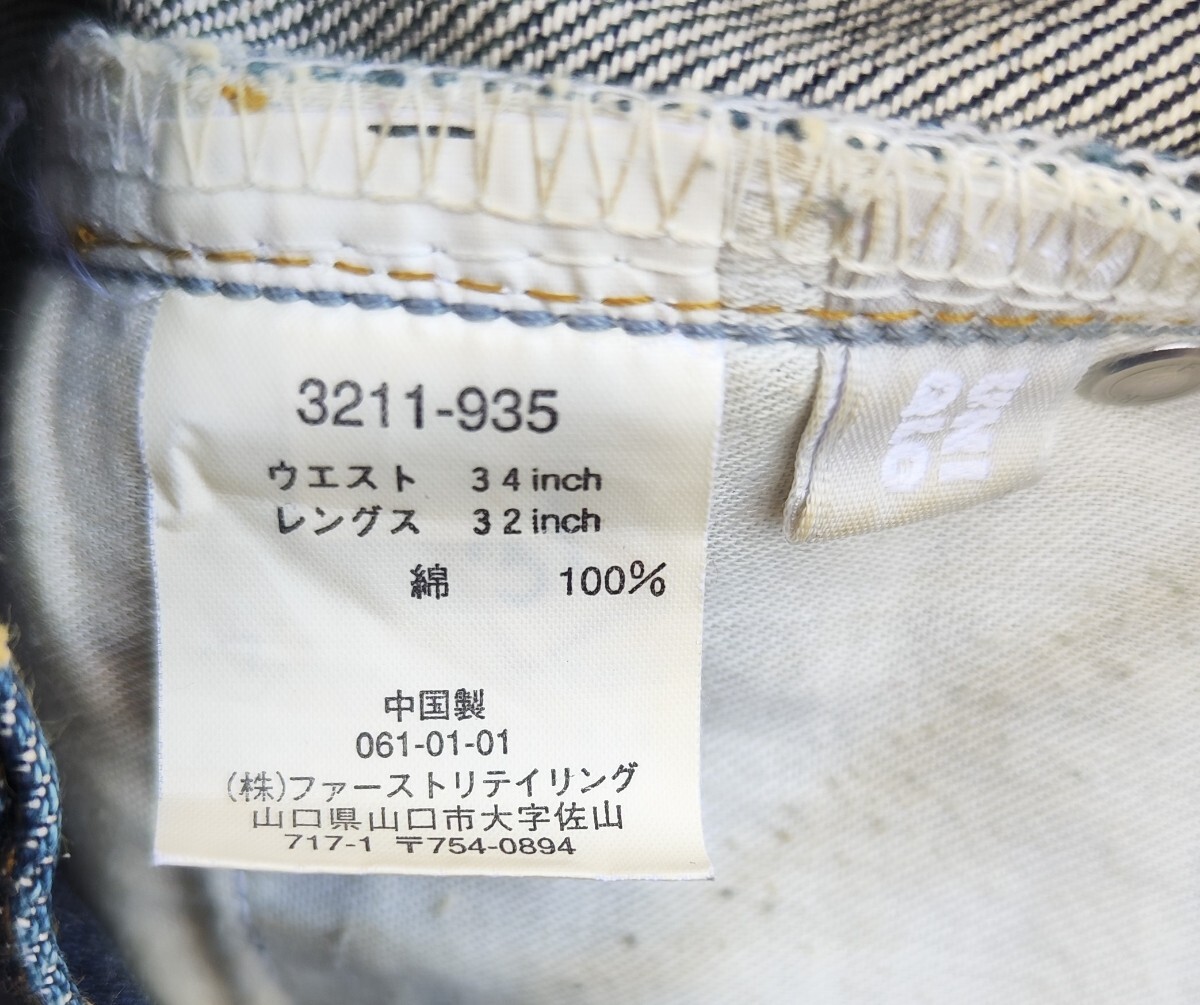 3211-935
ウエスト 34inch
レングス 32inch
綿 100%
中国製
061-01-01
(株)ファーストリテイリング
山口県山口市大字佐山
717-1 〒754-0894
UNI
QLO